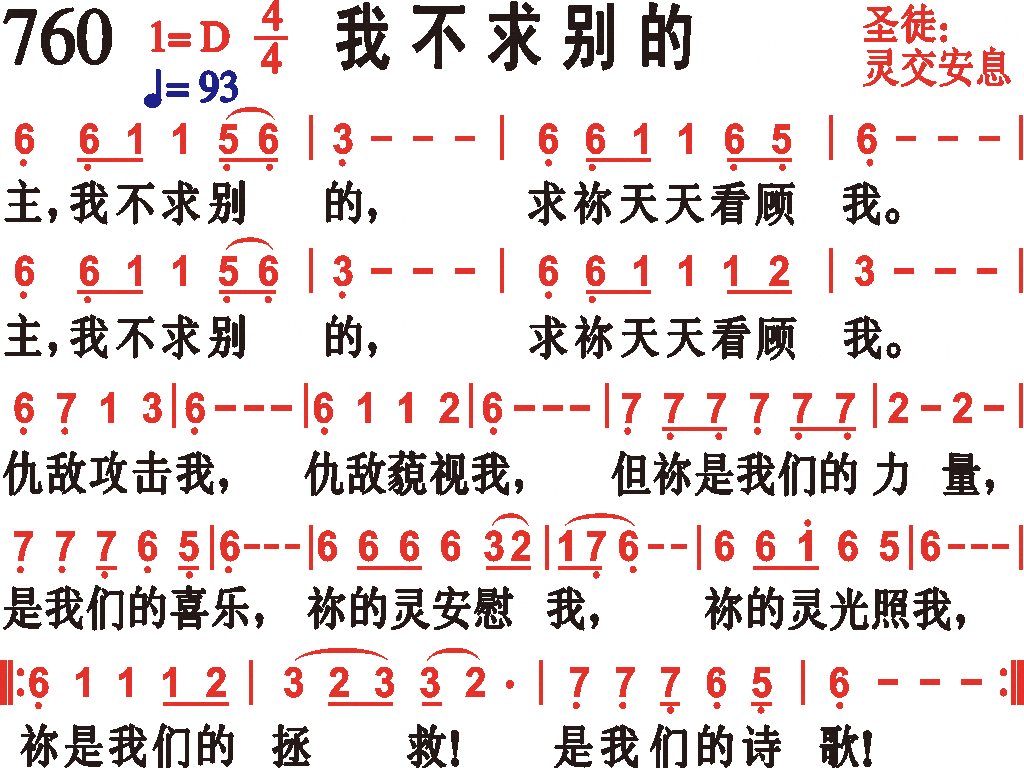 760 1=D 4/4 我不求别的 圣徒：
♩=93 灵交安息
6̣ 6̣ 1 1 5̣ 6̣ | 3̣ - - - | 6̣ 6̣ 1 1 6̣ 5̣ | 6̣ - - - |
主，我不求别 的， 求祢天天看顾 我。
6̣ 6̣ 1 1 5̣ 6̣ | 3̣ - - - | 6̣ 6̣ 1 1 1 2 | 3 - - - |
主，我不求别 的， 求祢天天看顾 我。
6̣ 7̣ 1 3 | 6̣ - - - | 6̣ 1 1 2 | 6̣ - - - | 7̣ 7̣ 7̣ 7̣ 7̣ 7̣ | 2 - 2 - |
仇敌攻击我， 仇敌藐视我， 但祢是我们的 力 量，
7̣ 7̣ 7̣ 6̣ 5̣ | 6̣ - - - | 6 6 6 6 3 2 | 1 7̣ 6̣ - - | 6 6 1̇ 6 5 | 6 - - - |
是我们的喜乐， 祢的灵安慰 我， 祢的灵光照我，
‖: 6̣ 1 1 1 2 | 3 2 3 3 2 · | 7̣ 7̣ 7̣ 6̣ 5̣ | 6̣ - - - :‖
祢是我们的 拯 救! 是我们的诗 歌!